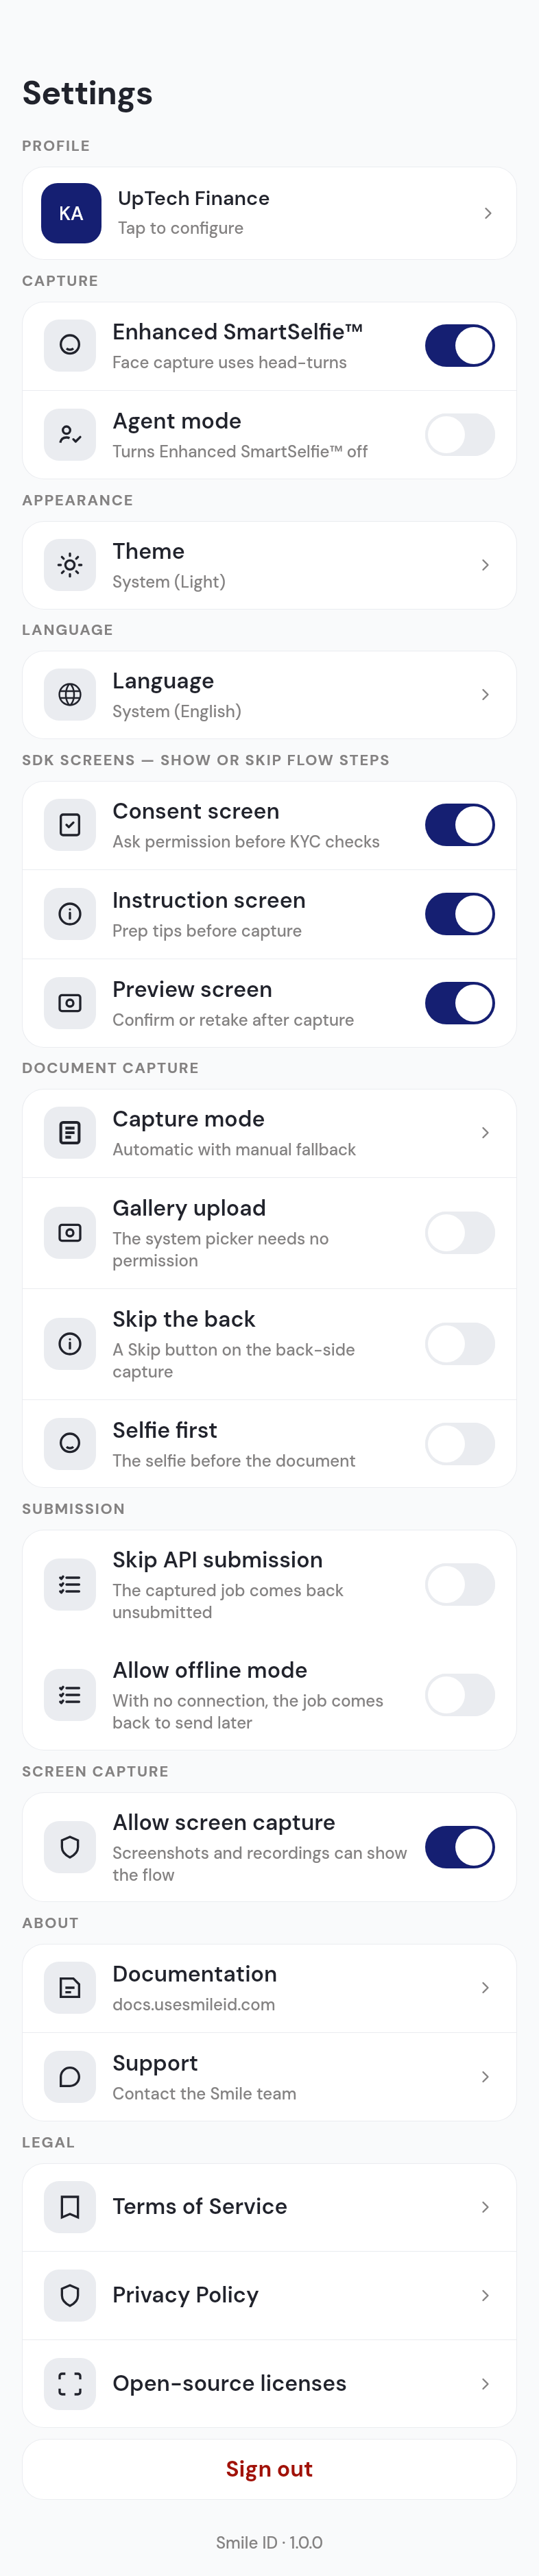 Settings
PROFILE
KA
UpTech Finance
Tap to configure
CAPTURE
Enhanced SmartSelfie™
Face capture uses head-turns
Agent mode
Turns Enhanced SmartSelfie™ off
APPEARANCE
Theme
System (Light)
LANGUAGE
Language
System (English)
SDK SCREENS — SHOW OR SKIP FLOW STEPS
Consent screen
Ask permission before KYC checks
Instruction screen
Prep tips before capture
Preview screen
Confirm or retake after capture
DOCUMENT CAPTURE
Capture mode
Automatic with manual fallback
Gallery upload
The system picker needs no
permission
Skip the back
A Skip button on the back-side
capture
Selfie first
The selfie before the document
SUBMISSION
Skip API submission
The captured job comes back
unsubmitted
Allow offline mode
With no connection, the job comes
back to send later
SCREEN CAPTURE
Allow screen capture
Screenshots and recordings can show
the flow
ABOUT
Documentation
docs.usesmileid.com
Support
Contact the Smile team
LEGAL
Terms of Service
Privacy Policy
Open-source licenses
Sign out
Smile ID · 1.0.0